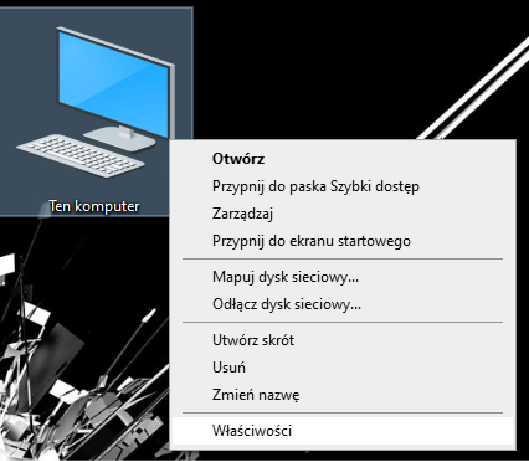 Ten komputer
Otwórz
Przypnij do paska Szybki dostęp
Zarządzaj
Przypnij do ekranu startowego
Mapuj dysk sieciowy...
Odłącz dysk sieciowy...
Utwórz skrót
Usuń
Zmień nazwę
Właściwości